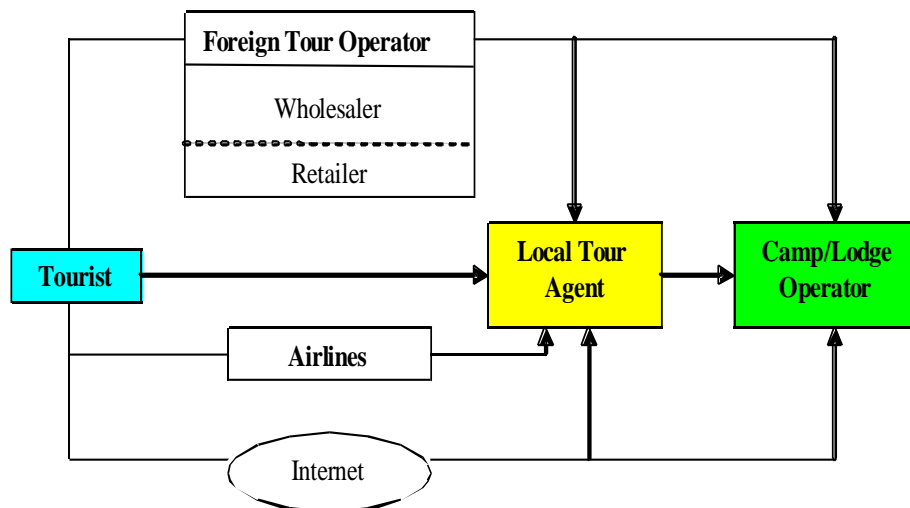 Foreign Tour Operator
Wholesaler
Retailer
Tourist
Local Tour
Agent
Camp/Lodge
Operator
Airlines
Internet